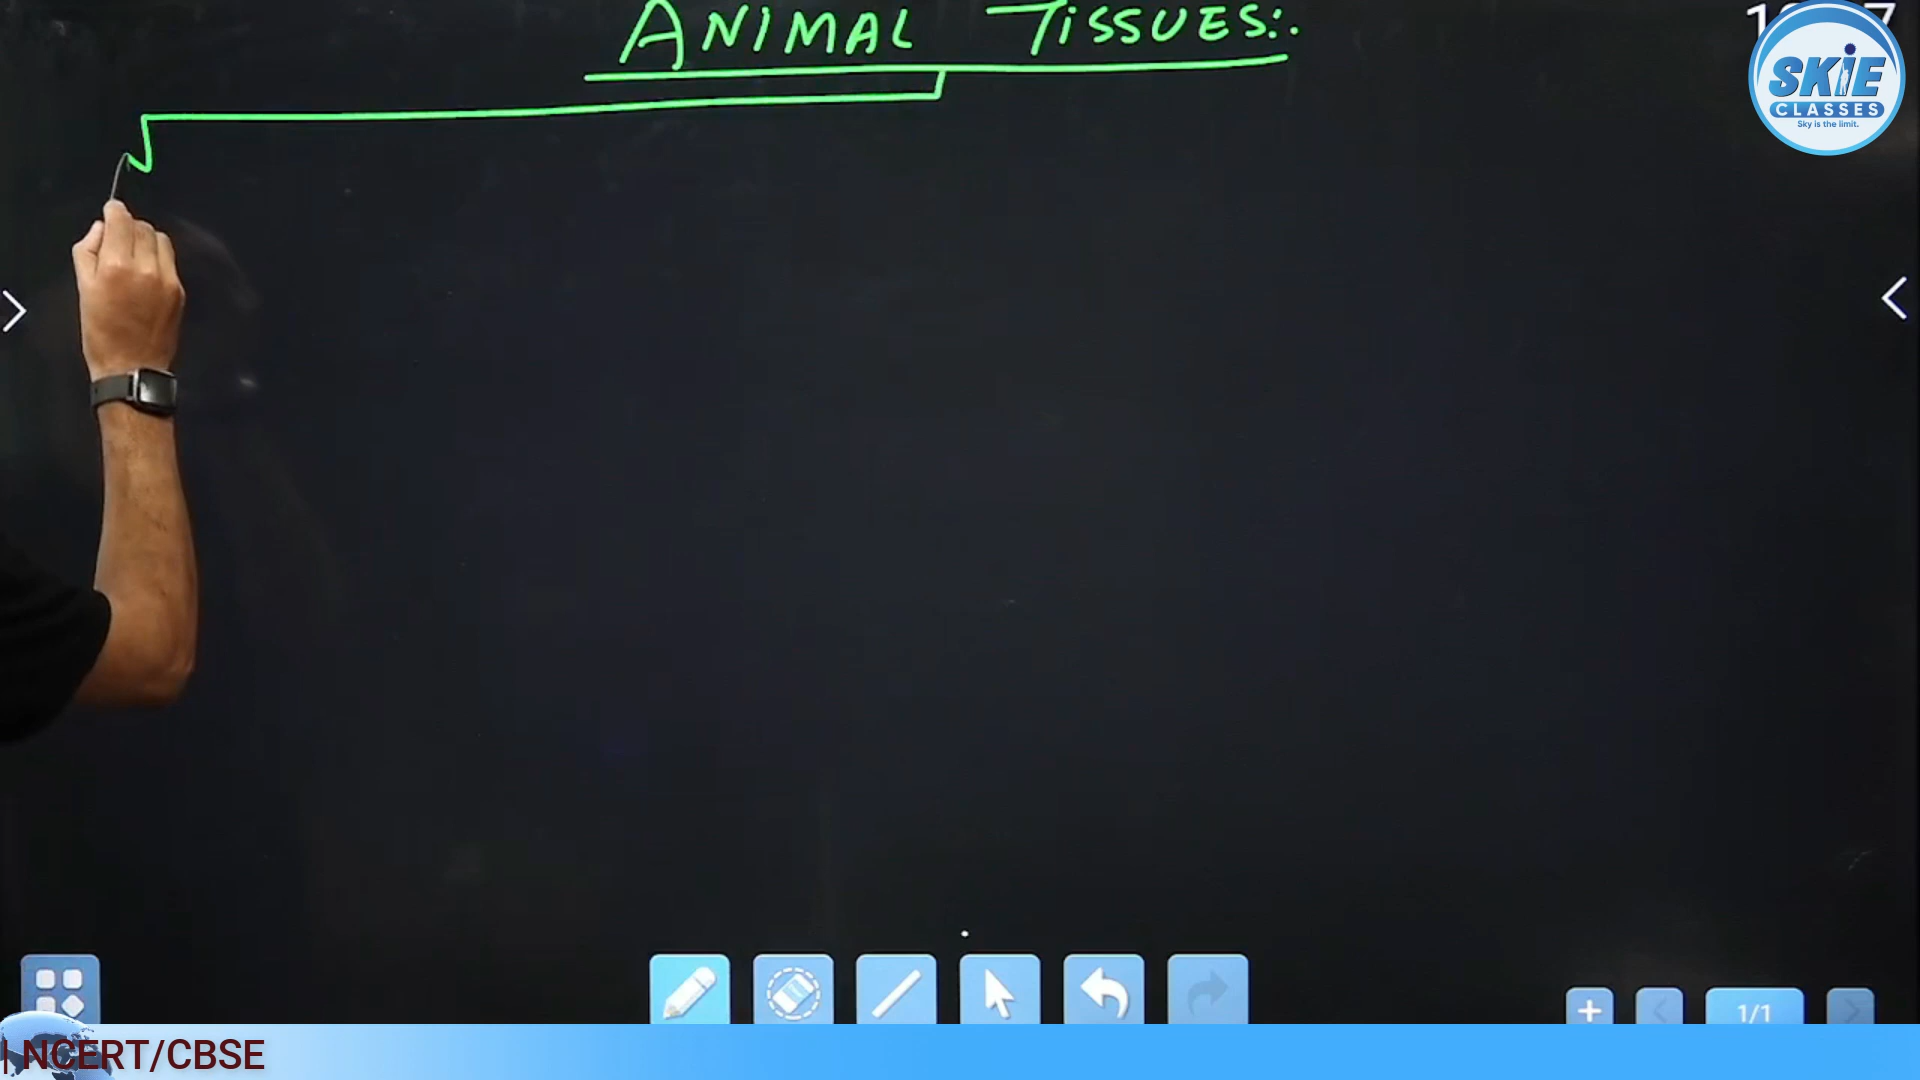 ANIMAL TISSUES:.
SKIE
CLASSES
Sky is the limit.
1/1
| NCERT/CBSE